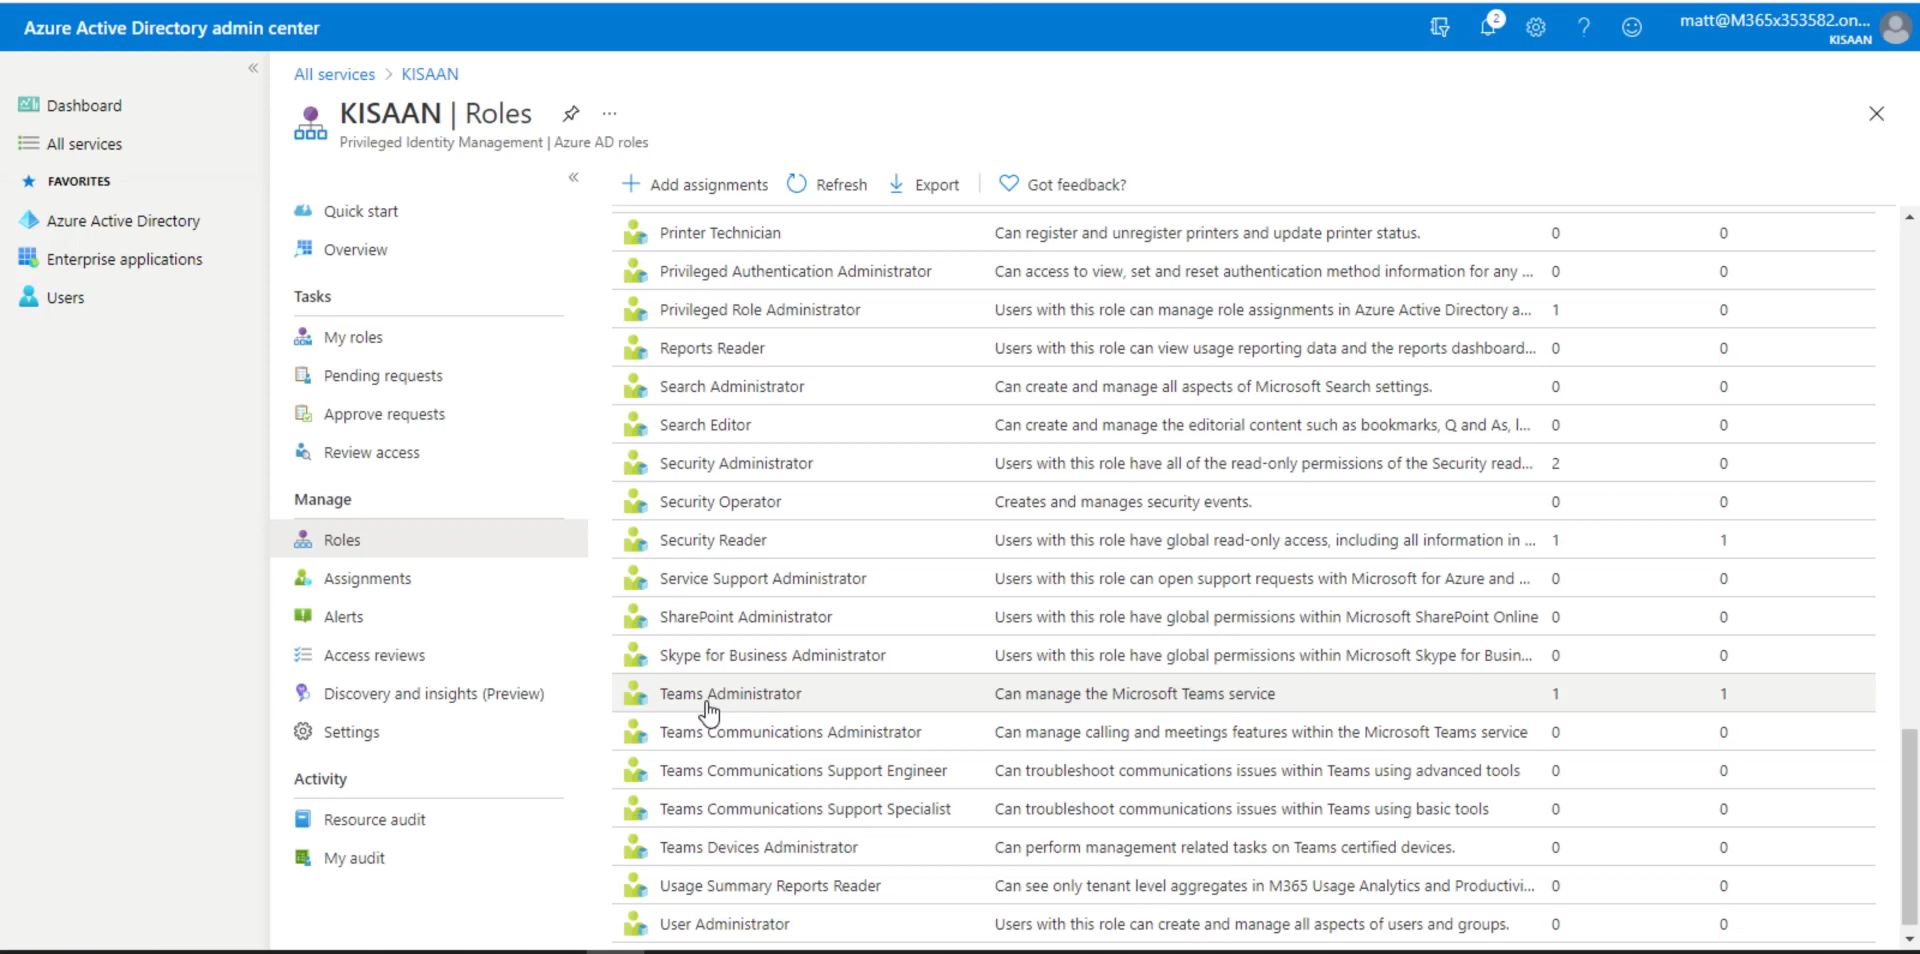 Azure Active Directory admin center
2
matt@M365x353582.on...
KISAAN
Dashboard
All services
FAVORITES
Azure Active Directory
Enterprise applications
Users
All services > KISAAN
KISAAN | Roles
Privileged Identity Management | Azure AD roles
Quick start
Overview
Tasks
My roles
Pending requests
Approve requests
Review access
Manage
Roles
Assignments
Alerts
Access reviews
Discovery and insights (Preview)
Settings
Activity
Resource audit
My audit
Add assignments Refresh Export Got feedback?
Printer Technician Can register and unregister printers and update printer status. 0 0
Privileged Authentication Administrator Can access to view, set and reset authentication method information for any ... 0 0
Privileged Role Administrator Users with this role can manage role assignments in Azure Active Directory a... 1 0
Reports Reader Users with this role can view usage reporting data and the reports dashboard... 0 0
Search Administrator Can create and manage all aspects of Microsoft Search settings. 0 0
Search Editor Can create and manage the editorial content such as bookmarks, Q and As, l... 0 0
Security Administrator Users with this role have all of the read-only permissions of the Security read... 2 0
Security Operator Creates and manages security events. 0 0
Security Reader Users with this role have global read-only access, including all information in ... 1 1
Service Support Administrator Users with this role can open support requests with Microsoft for Azure and ... 0 0
SharePoint Administrator Users with this role have global permissions within Microsoft SharePoint Online 0 0
Skype for Business Administrator Users with this role have global permissions within Microsoft Skype for Busin... 0 0
Teams Administrator Can manage the Microsoft Teams service 1 1
Teams Communications Administrator Can manage calling and meetings features within the Microsoft Teams service 0 0
Teams Communications Support Engineer Can troubleshoot communications issues within Teams using advanced tools 0 0
Teams Communications Support Specialist Can troubleshoot communications issues within Teams using basic tools 0 0
Teams Devices Administrator Can perform management related tasks on Teams certified devices. 0 0
Usage Summary Reports Reader Can see only tenant level aggregates in M365 Usage Analytics and Productivi... 0 0
User Administrator Users with this role can create and manage all aspects of users and groups. 0 0